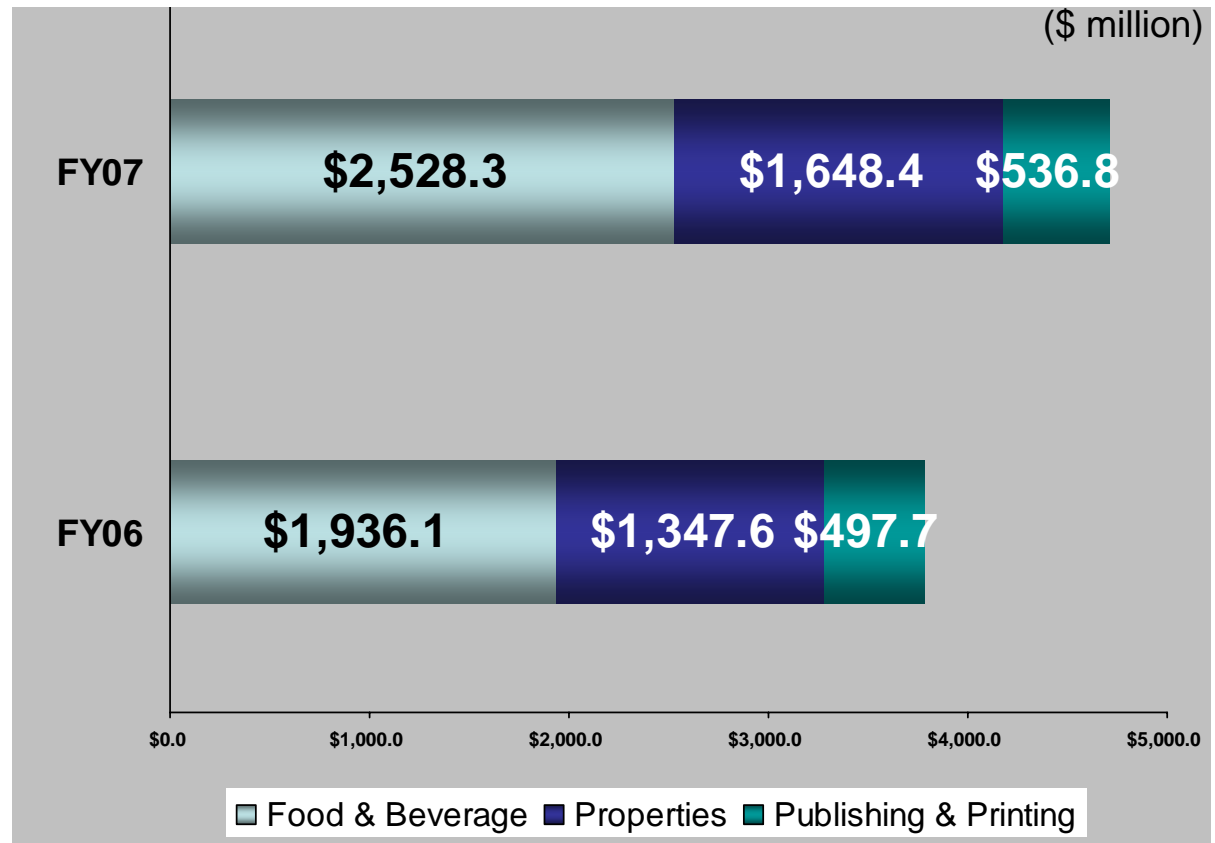 ($ million)
FY07 $2,528.3 $1,648.4 $536.8
FY06 $1,936.1 $1,347.6 $497.7
$0.0 $1,000.0 $2,000.0 $3,000.0 $4,000.0 $5,000.0
Food & Beverage Properties Publishing & Printing